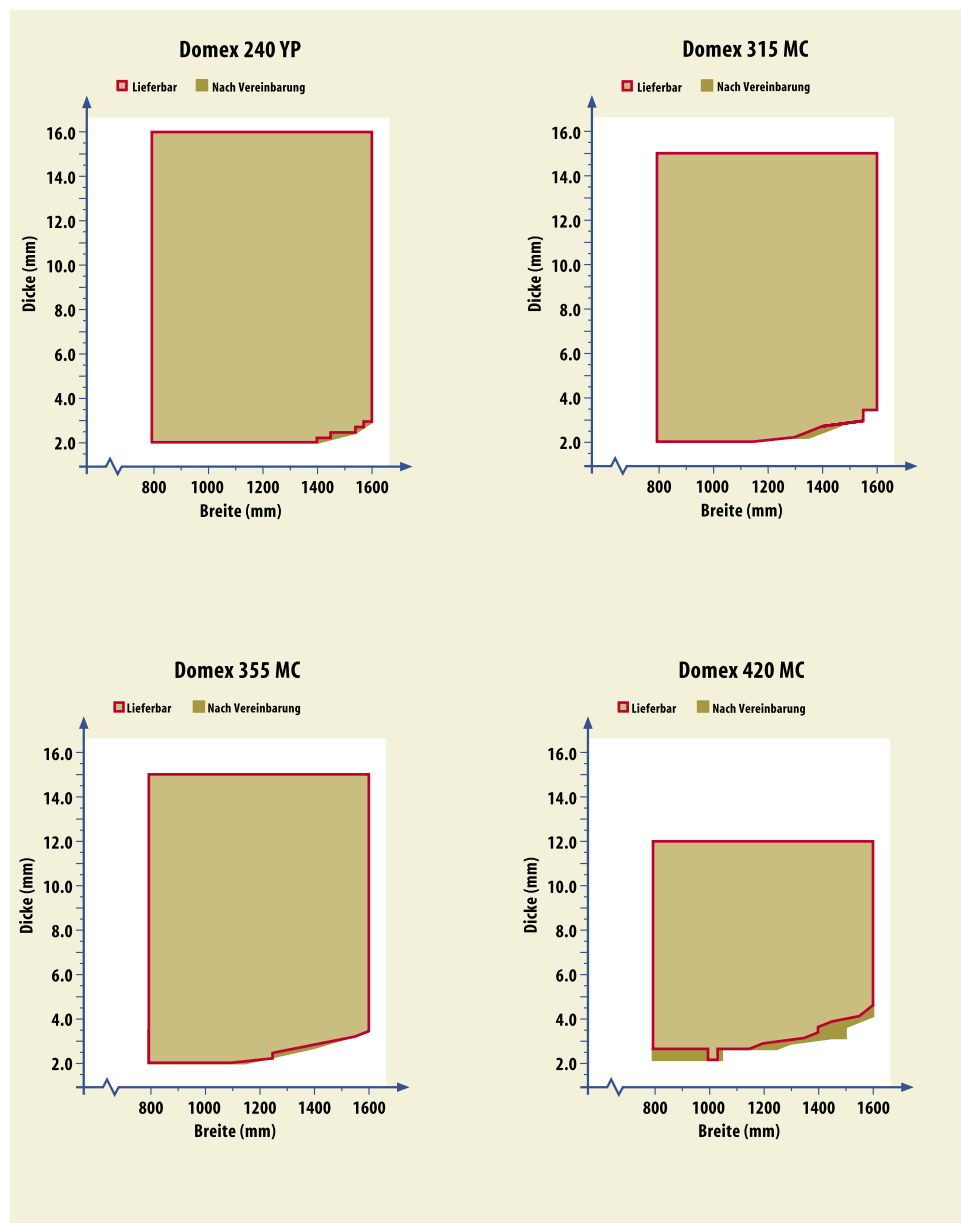 Domex 240 YP
Lieferbar Nach Vereinbarung
16.0
14.0
12.0
10.0
8.0
6.0
4.0
2.0
Dicke (mm)
800 1000 1200 1400 1600
Breite (mm)
Domex 315 MC
Lieferbar Nach Vereinbarung
16.0
14.0
12.0
10.0
8.0
6.0
4.0
2.0
Dicke (mm)
800 1000 1200 1400 1600
Breite (mm)
Domex 355 MC
Lieferbar Nach Vereinbarung
16.0
14.0
12.0
10.0
8.0
6.0
4.0
2.0
Dicke (mm)
800 1000 1200 1400 1600
Breite (mm)
Domex 420 MC
Lieferbar Nach Vereinbarung
16.0
14.0
12.0
10.0
8.0
6.0
4.0
2.0
Dicke (mm)
800 1000 1200 1400 1600
Breite (mm)